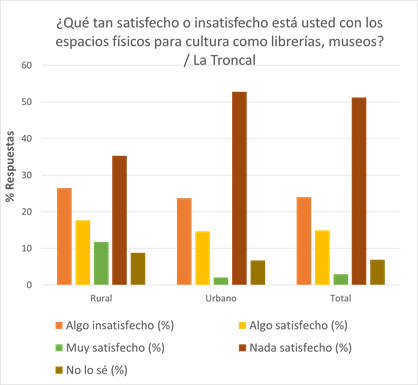 ¿Qué tan satisfecho o insatisfecho está usted con los
espacios físicos para cultura como librerías, museos?
/ La Troncal
% Respuestas
60
50
40
30
20
10
0
Rural
Urbano
Total
Algo insatisfecho (%)
Algo satisfecho (%)
Muy satisfecho (%)
Nada satisfecho (%)
No lo sé (%)